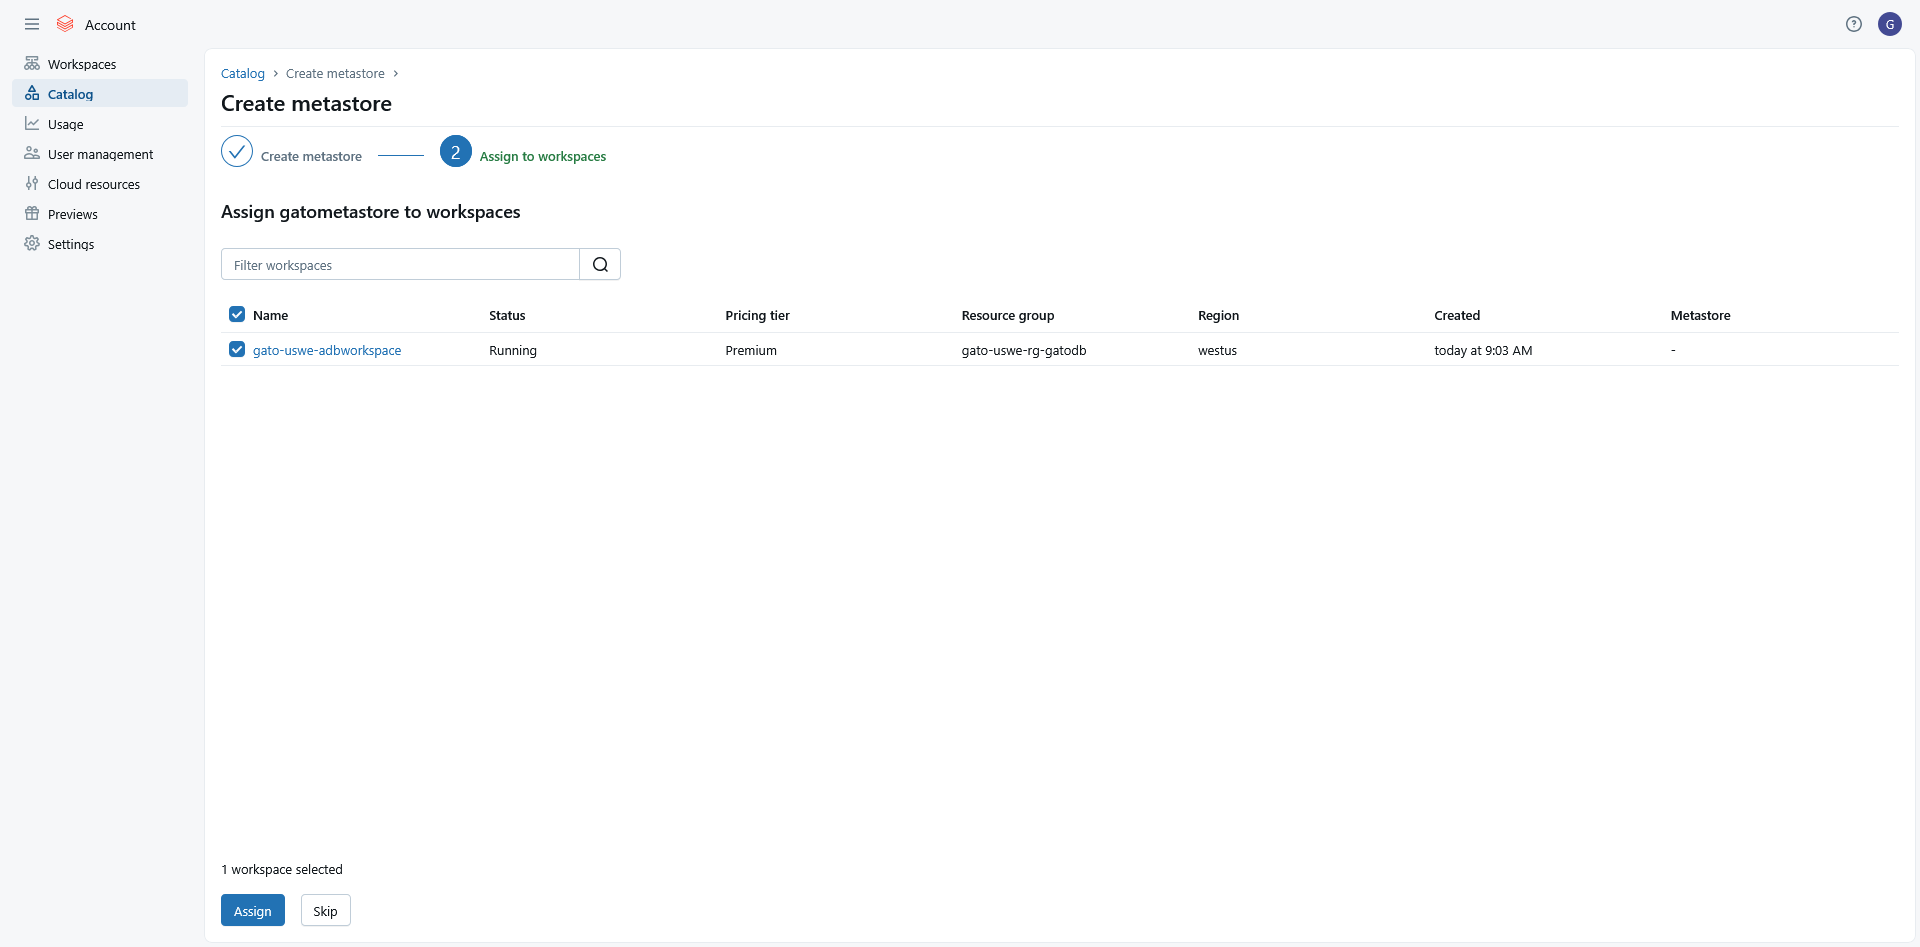 Account
G
Workspaces
Catalog
Usage
User management
Cloud resources
Previews
Settings
Catalog › Create metastore ›
Create metastore
Create metastore 2 Assign to workspaces
Assign gatometastore to workspaces
Filter workspaces
Name Status Pricing tier Resource group Region Created Metastore
gato-uswe-adbworkspace Running Premium gato-uswe-rg-gatodb westus today at 9:03 AM -
1 workspace selected
Assign Skip